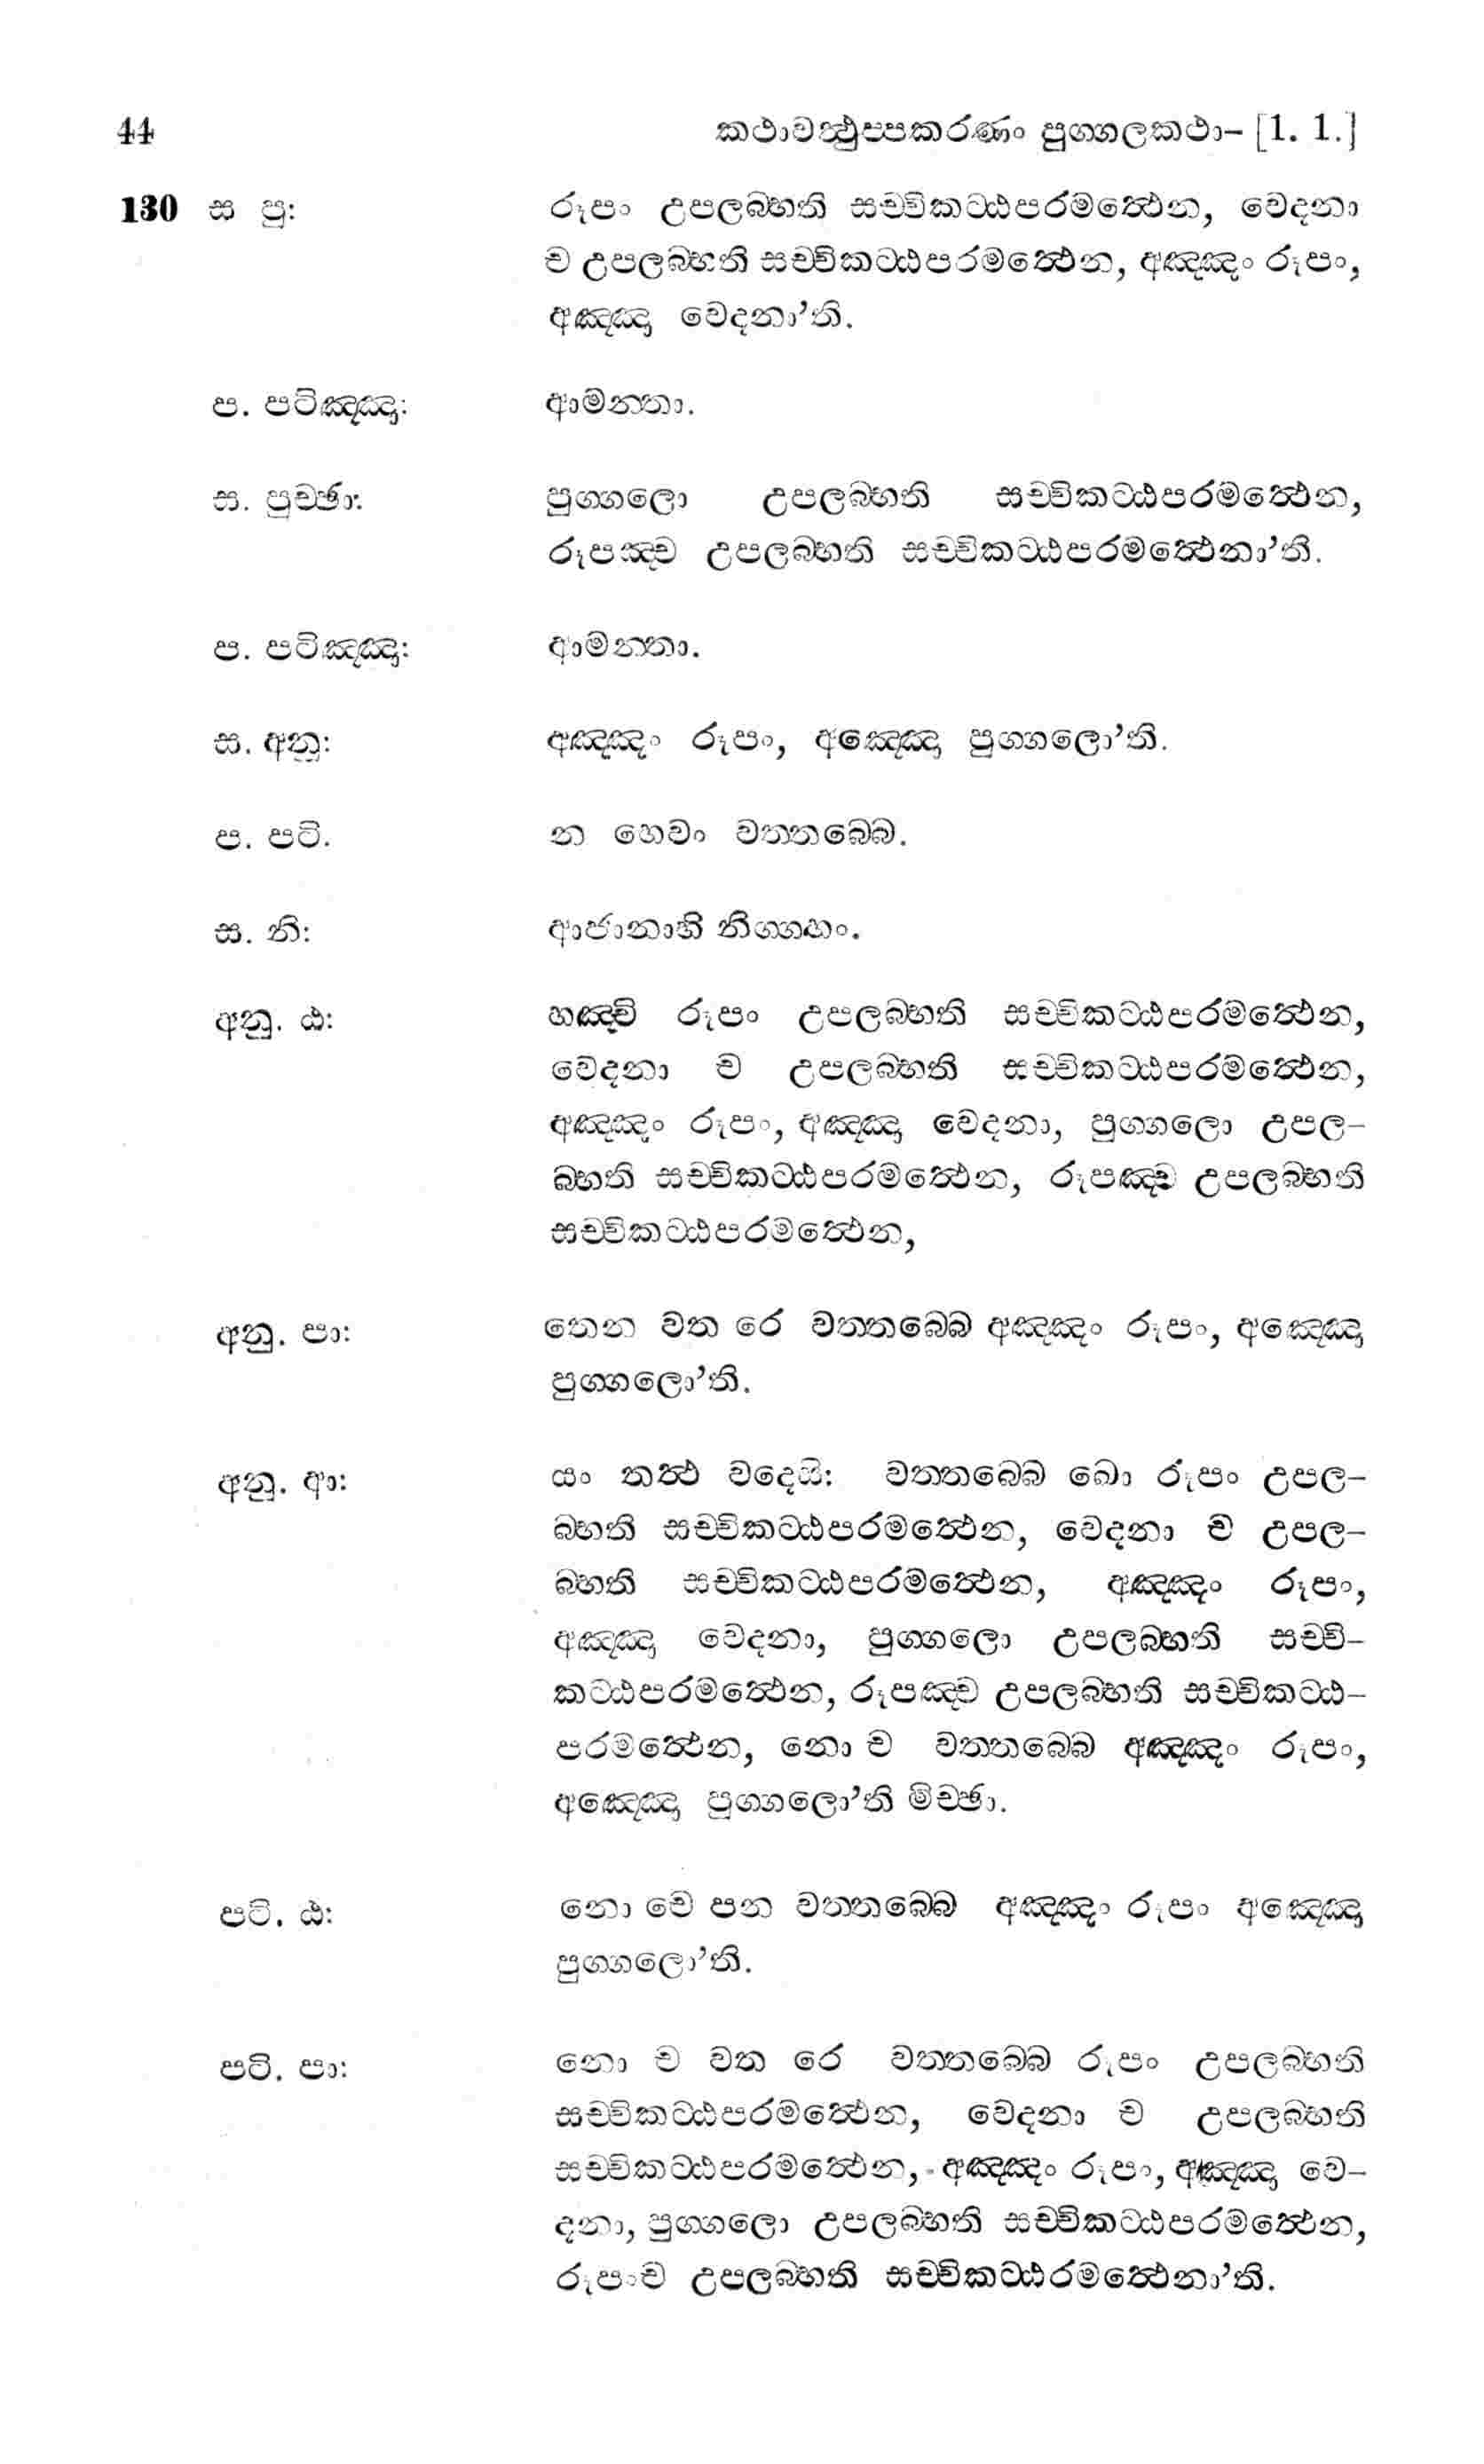 44 කථාවත්‍ථුප්පකරණං පුග්ගලකථා– [1. 1.]
130 ස පු: රූපං උපලබ්භති සච්චිකට්ඨපරමත්‍ථෙන, වෙදනා
ච උපලබ්භති සච්චිකට්ඨපරමත්‍ථෙන, අඤ්ඤං රූපං,
අඤ්ඤා වෙදනා’ති.
ප. පටිඤ්ඤා: ආමන්තා.
ස. පුච්ඡා: පුග්ගලො උපලබ්භති සච්චිකට්ඨපරමත්‍ථෙන,
රූපඤ්ච උපලබ්භති සච්චිකට්ඨපරමත්‍ථෙනා’ති.
ප. පටිඤ්ඤා: ආමන්තා.
ස. අනු: අඤ්ඤං රූපං, අඤ්ඤො පුග්ගලො’ති.
ප. පටි. න හෙවං වත්තබ්බෙ.
ස. නි: ආජානාහි නිග්ගහං.
අනු. ඨ: හඤ්චි රූපං උපලබ්භති සච්චිකට්ඨපරමත්‍ථෙන,
වෙදනා ච උපලබ්භති සච්චිකට්ඨපරමත්‍ථෙන,
අඤ්ඤං රූපං, අඤ්ඤා වෙදනා, පුග්ගලො උපල–
බ්භති සච්චිකට්ඨපරමත්‍ථෙන, රූපඤ්ච උපලබ්භති
සච්චිකට්ඨපරමත්‍ථෙන,
අනු. පා: තෙන වත රෙ වත්තබ්බෙ අඤ්ඤං රූපං, අඤ්ඤො
පුග්ගලො’ති.
අනු. ආ: යං තත්‍ථ වදෙසි: වත්තබ්බෙ ඛො රූපං උපල–
බ්භති සච්චිකට්ඨපරමත්‍ථෙන, වෙදනා ච උපල–
බ්භති සච්චිකට්ඨපරමත්‍ථෙන, අඤ්ඤං රූපං,
අඤ්ඤා වෙදනා, පුග්ගලො උපලබ්භති සච්චි–
කට්ඨපරමත්‍ථෙන, රූපඤ්ච උපලබ්භති සච්චිකට්ඨ–
පරමත්‍ථෙන, නො ච වත්තබ්බෙ අඤ්ඤං රූපං,
අඤ්ඤො පුග්ගලො’ති මිච්ඡා.
පටි. ඨ: නො චෙ පන වත්තබ්බෙ අඤ්ඤං රූපං අඤ්ඤො
පුග්ගලො’ති.
පටි. පා: නො ච වත රෙ වත්තබ්බෙ රූපං උපලබ්භති
සච්චිකට්ඨපරමත්‍ථෙන, වෙදනා ච උපලබ්භති
සච්චිකට්ඨපරමත්‍ථෙන, අඤ්ඤං රූපං, අඤ්ඤා වෙ–
දනා, පුග්ගලො උපලබ්භති සච්චිකට්ඨපරමත්‍ථෙන,
රූපංච උපලබ්භති සච්චිකට්ඨරමත්‍ථෙනා’ති.